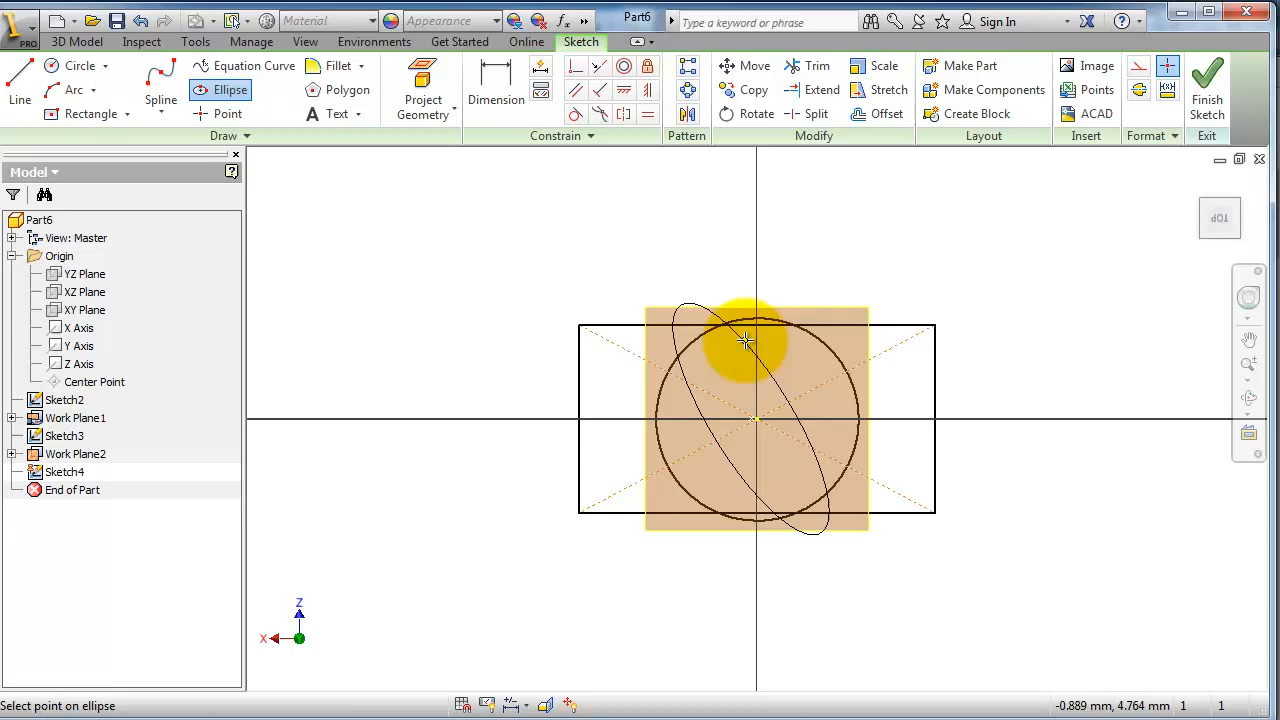 Material
Appearance
Part6
Type a keyword or phrase
Sign In
PRO
3D Model
Inspect
Tools
Manage
View
Environments
Get Started
Online
Sketch
Line
Circle
Arc
Rectangle
Spline
Equation Curve
Ellipse
Point
Fillet
Polygon
Text
Project
Geometry
Dimension
Move
Copy
Rotate
Trim
Extend
Split
Scale
Stretch
Offset
Make Part
Make Components
Create Block
Image
Points
ACAD
Finish
Sketch
Draw
Constrain
Pattern
Modify
Layout
Insert
Format
Exit
Model
Part6
View: Master
Origin
YZ Plane
XZ Plane
XY Plane
X Axis
Y Axis
Z Axis
Center Point
Sketch2
Work Plane1
Sketch3
Work Plane2
Sketch4
End of Part
TOP
Z
X
Select point on ellipse
-0.889 mm, 4.764 mm
1
1